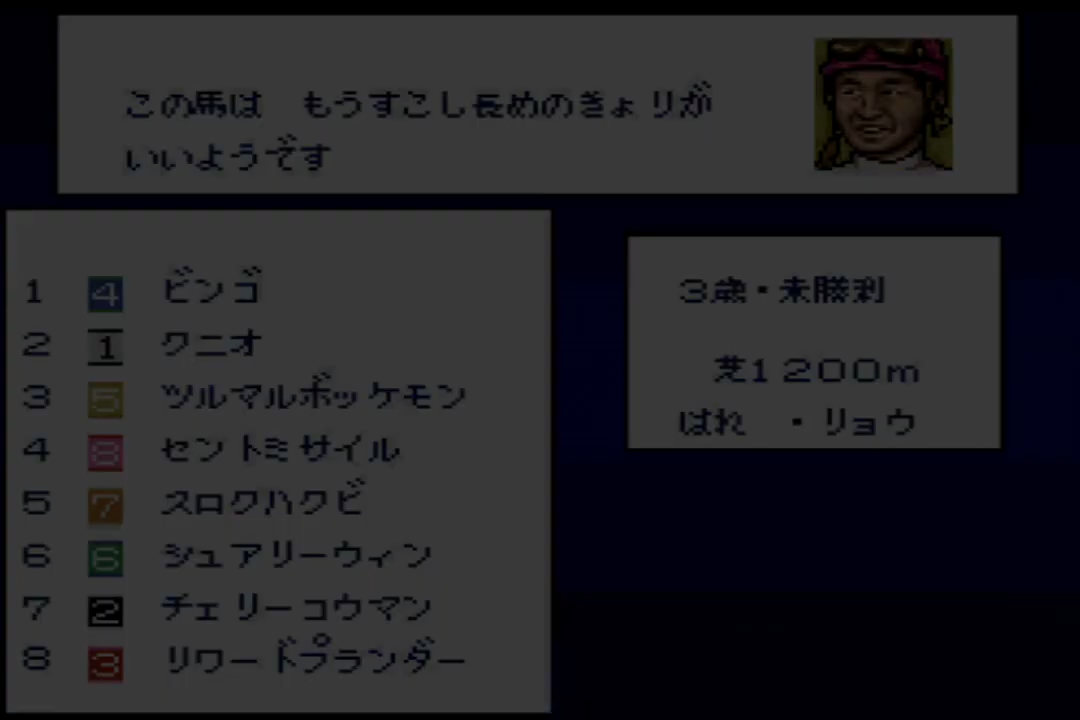 この馬は もうすこし長めのきょりが
いいようです
1 4 ビンゴ
2 1 クニオ
3 5 ツルマルボッケモン
4 8 セントミサイル
5 7 スロクハクビ
6 6 シュアリーウィン
7 2 チェリーコウマン
8 3 リワードプランダー
3歳・未勝利
芝1200m
はれ ・リョウ